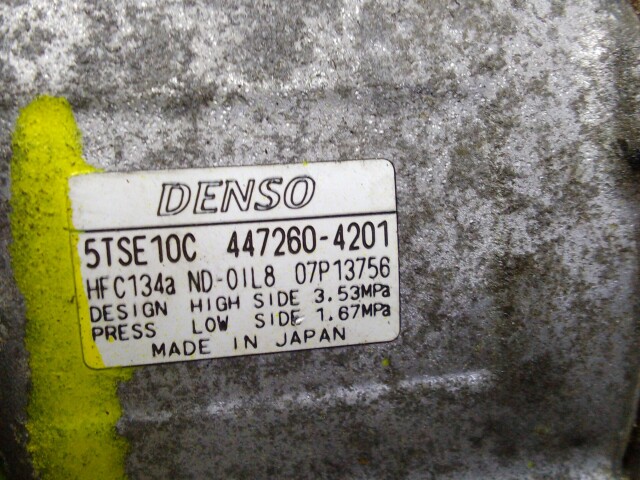 DENSO
5TSE10C 447260-4201
HFC134a ND-OIL8 07P13756
DESIGN HIGH SIDE 3.53MPa
PRESS LOW SIDE 1.67MPa
MADE IN JAPAN